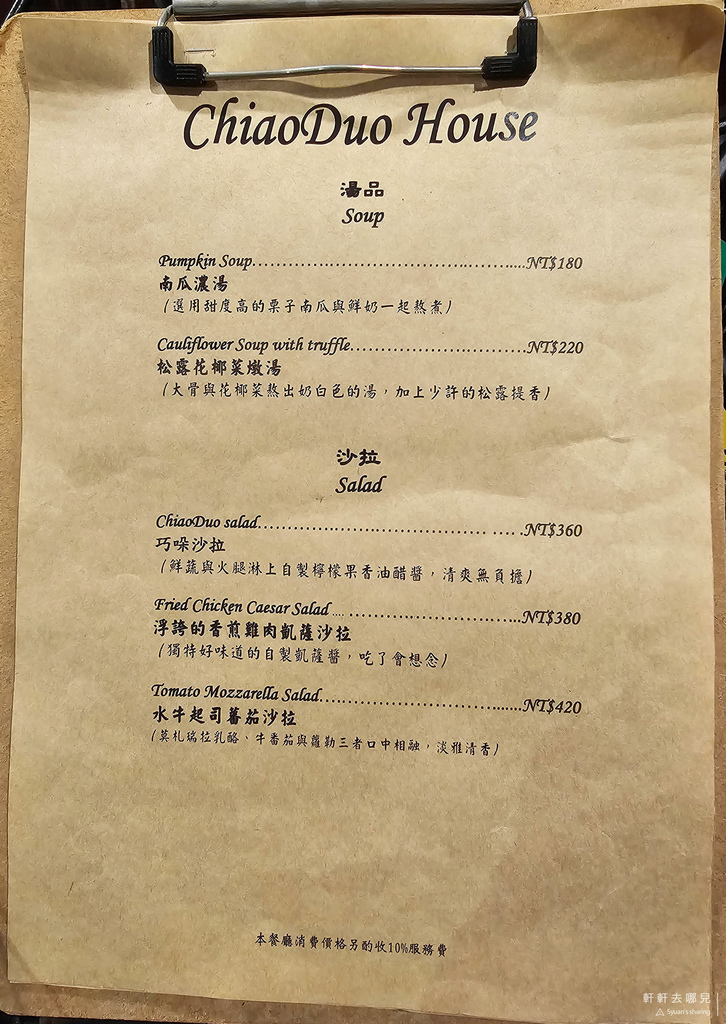 ChiaoDuo House
湯品
Soup
Pumpkin Soup.......................................................NT$180
南瓜濃湯
(選用甜度高的栗子南瓜與鮮奶一起熬煮)
Cauliflower Soup with truffle....................................NT$220
松露花椰菜燉湯
(大骨與花椰菜熬出奶白色的湯，加上少許的松露提香)
沙拉
Salad
ChiaoDuo salad.............................................. .....NT$360
巧哚沙拉
(鮮蔬與火腿淋上自製檸檬果香油醋醬，清爽無負擔)
Fried Chicken Caesar Salad .... ...................................NT$380
浮誇的香煎雞肉凱薩沙拉
(獨特好味道的自製凱薩醬，吃了會想念)
Tomato Mozzarella Salad..........................................NT$420
水牛起司蕃茄沙拉
(莫札瑞拉乳酪、牛番茄與蘿勒三者口中相融，淡雅清香)
本餐廳消費價格另酌收10%服務費
軒軒去哪兒
Syuan's sharing